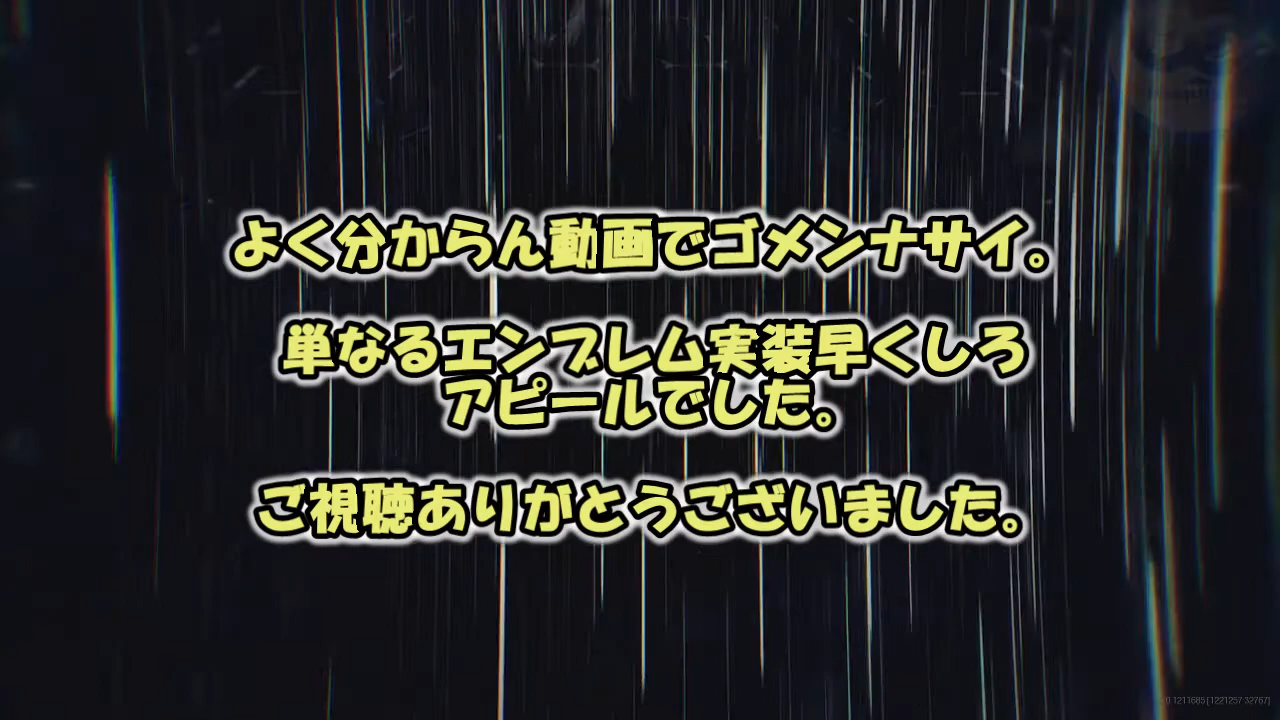 よく分からん動画でゴメンナサイ。
単なるエンブレム実装早くしろ
アピールでした。
ご視聴ありがとうございました。